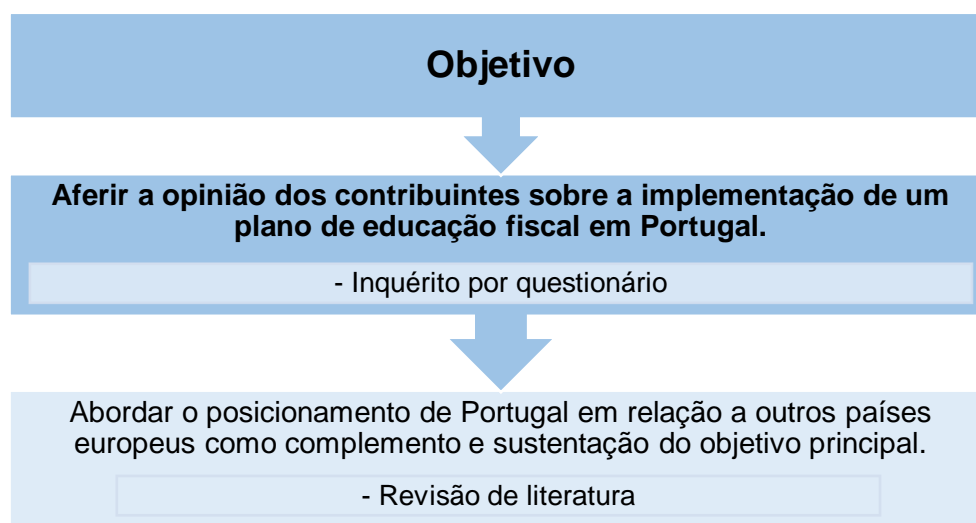 Objetivo
Aferir a opinião dos contribuintes sobre a implementação de um
plano de educação fiscal em Portugal.
- Inquérito por questionário
Abordar o posicionamento de Portugal em relação a outros países
europeus como complemento e sustentação do objetivo principal.
- Revisão de literatura